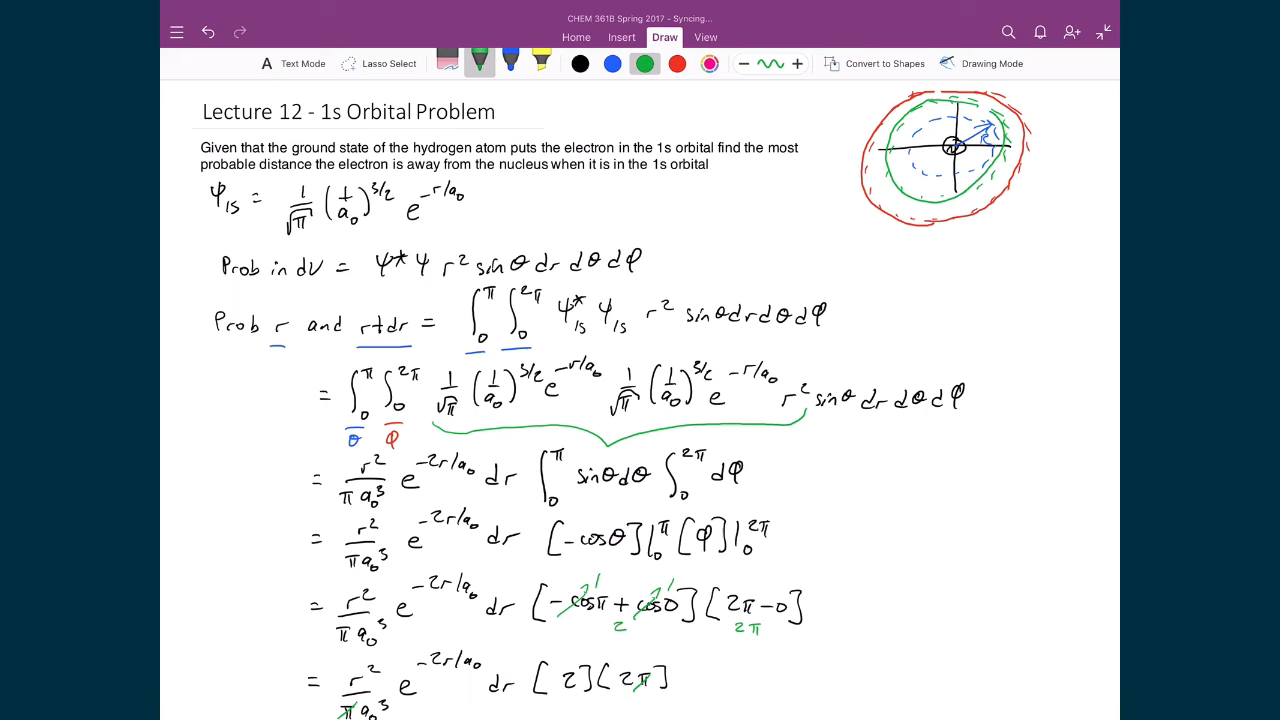 CHEM 361B Spring 2017 - Syncing...
Home Insert Draw View
A Text Mode Lasso Select Convert to Shapes Drawing Mode
Lecture 12 - 1s Orbital Problem
Given that the ground state of the hydrogen atom puts the electron in the 1s orbital find the most
probable distance the electron is away from the nucleus when it is in the 1s orbital
φ₁ₛ = 1/√π (1/a₀)^3/2 e^-r/a₀
Prob in dV = ψ* ψ r² sinθ dr dθ dφ
Prob r and r+dr = ∫₀^π ∫₀^2π ψ*₁ₛ ψ₁ₛ r² sinθ dr dθ dφ
= ∫₀^π ∫₀^2π 1/√π (1/a₀)^3/2 e^-r/a₀ 1/√π (1/a₀)^3/2 e^-r/a₀ r² sinθ dr dθ dφ
θ φ
= r²/πa₀³ e^-2r/a₀ dr ∫₀^π sinθ dθ ∫₀^2π dφ
= r²/πa₀³ e^-2r/a₀ dr [-cosθ]|₀^π [φ]|₀^2π
= r²/πa₀³ e^-2r/a₀ dr [-cosπ + cos0] [2π-0]
1 1
2 2π
= r²/πa₀³ e^-2r/a₀ dr [2][2π]